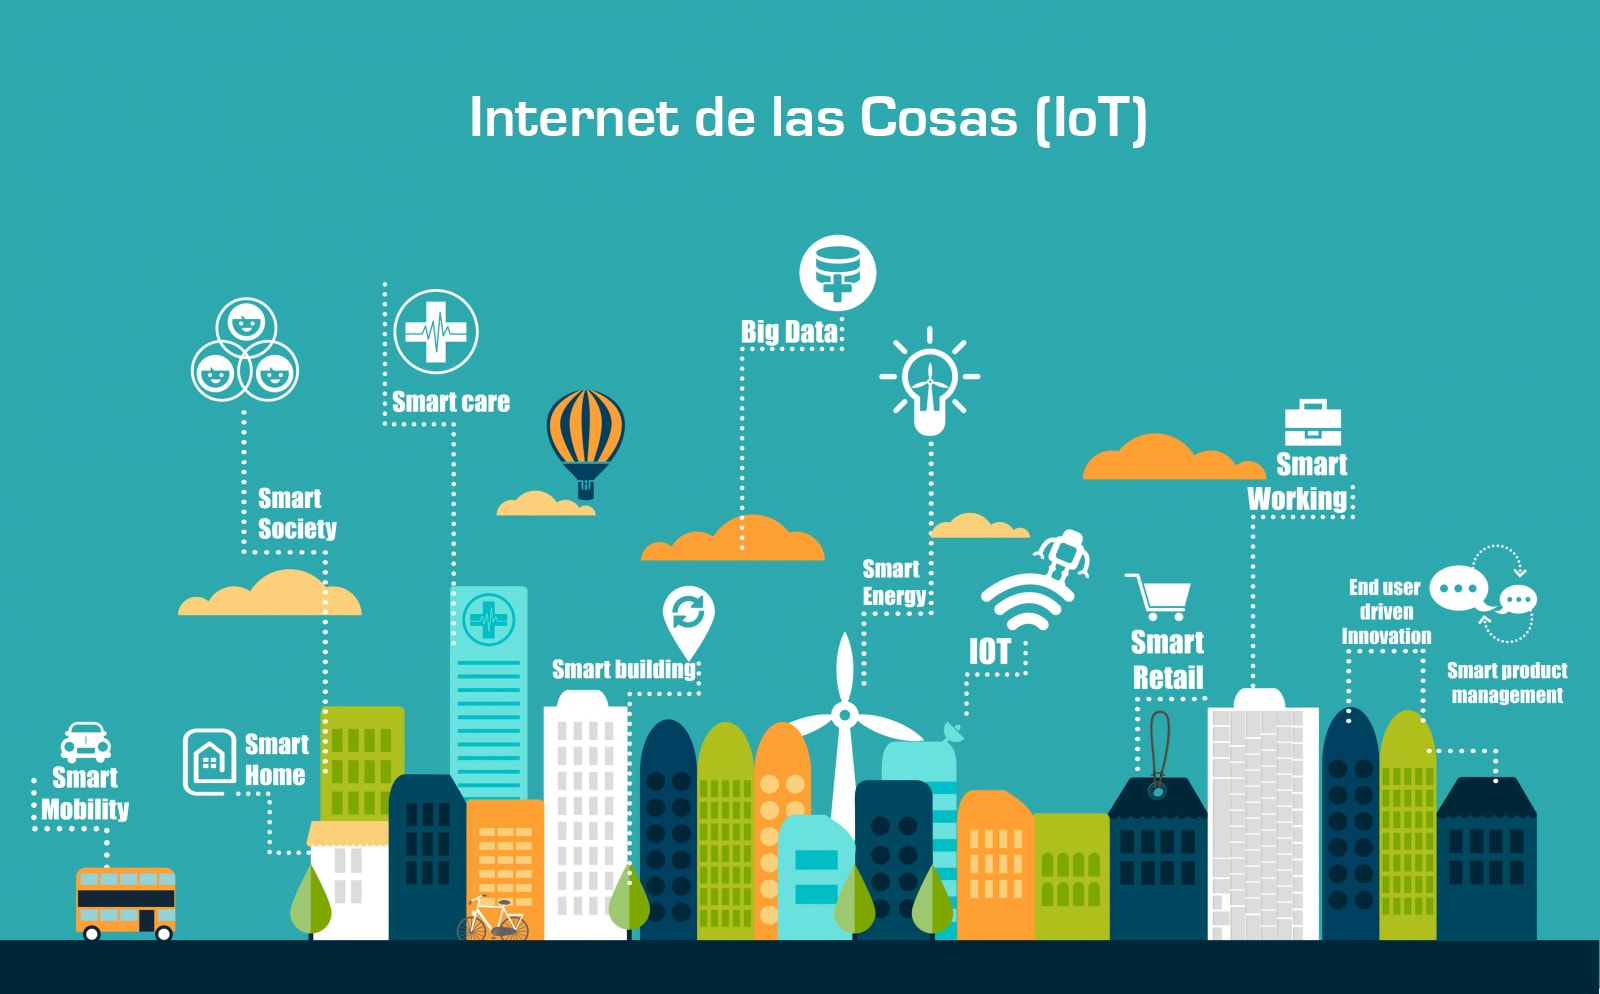 Internet de las Cosas (IoT)
Big Data
Smart care
Smart
Society
Smart
Working
Smart
Energy
End user
driven
Innovation
IOT
Smart
Retail
Smart building
Smart product
management
Smart
Home
Smart
Mobility